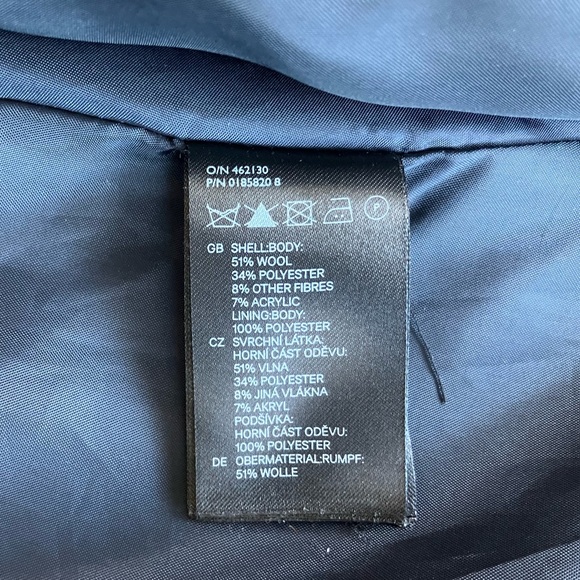 O/N 462130
P/N 0185820 8
P
GB SHELL:BODY:
51% WOOL
34% POLYESTER
8% OTHER FIBRES
7% ACRYLIC
LINING:BODY:
100% POLYESTER
CZ SVRCHNÍ LÁTKA:
HORNÍ ČÁST ODĚVU:
51% VLNA
34% POLYESTER
8% JINÁ VLÁKNA
7% AKRYL
PODŠÍVKA:
HORNÍ ČÁST ODĚVU:
100% POLYESTER
DE OBERMATERIAL:RUMPF:
51% WOLLE